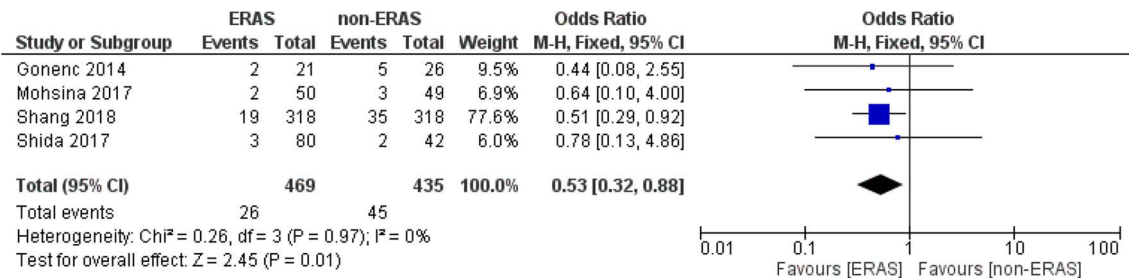 ERAS non-ERAS Odds Ratio Odds Ratio
Study or Subgroup Events Total Events Total Weight M-H, Fixed, 95% CI M-H, Fixed, 95% CI
Gonenc 2014 2 21 5 26 9.5% 0.44 [0.08, 2.55]
Mohsina 2017 2 50 3 49 6.9% 0.64 [0.10, 4.00]
Shang 2018 19 318 35 318 77.6% 0.51 [0.29, 0.92]
Shida 2017 3 80 2 42 6.0% 0.78 [0.13, 4.86]
Total (95% CI) 469 435 100.0% 0.53 [0.32, 0.88]
Total events 26 45
Heterogeneity: Chi² = 0.26, df = 3 (P = 0.97); I² = 0%
Test for overall effect: Z = 2.45 (P = 0.01)
0.01 0.1 1 10 100
Favours [ERAS] Favours [non-ERAS]